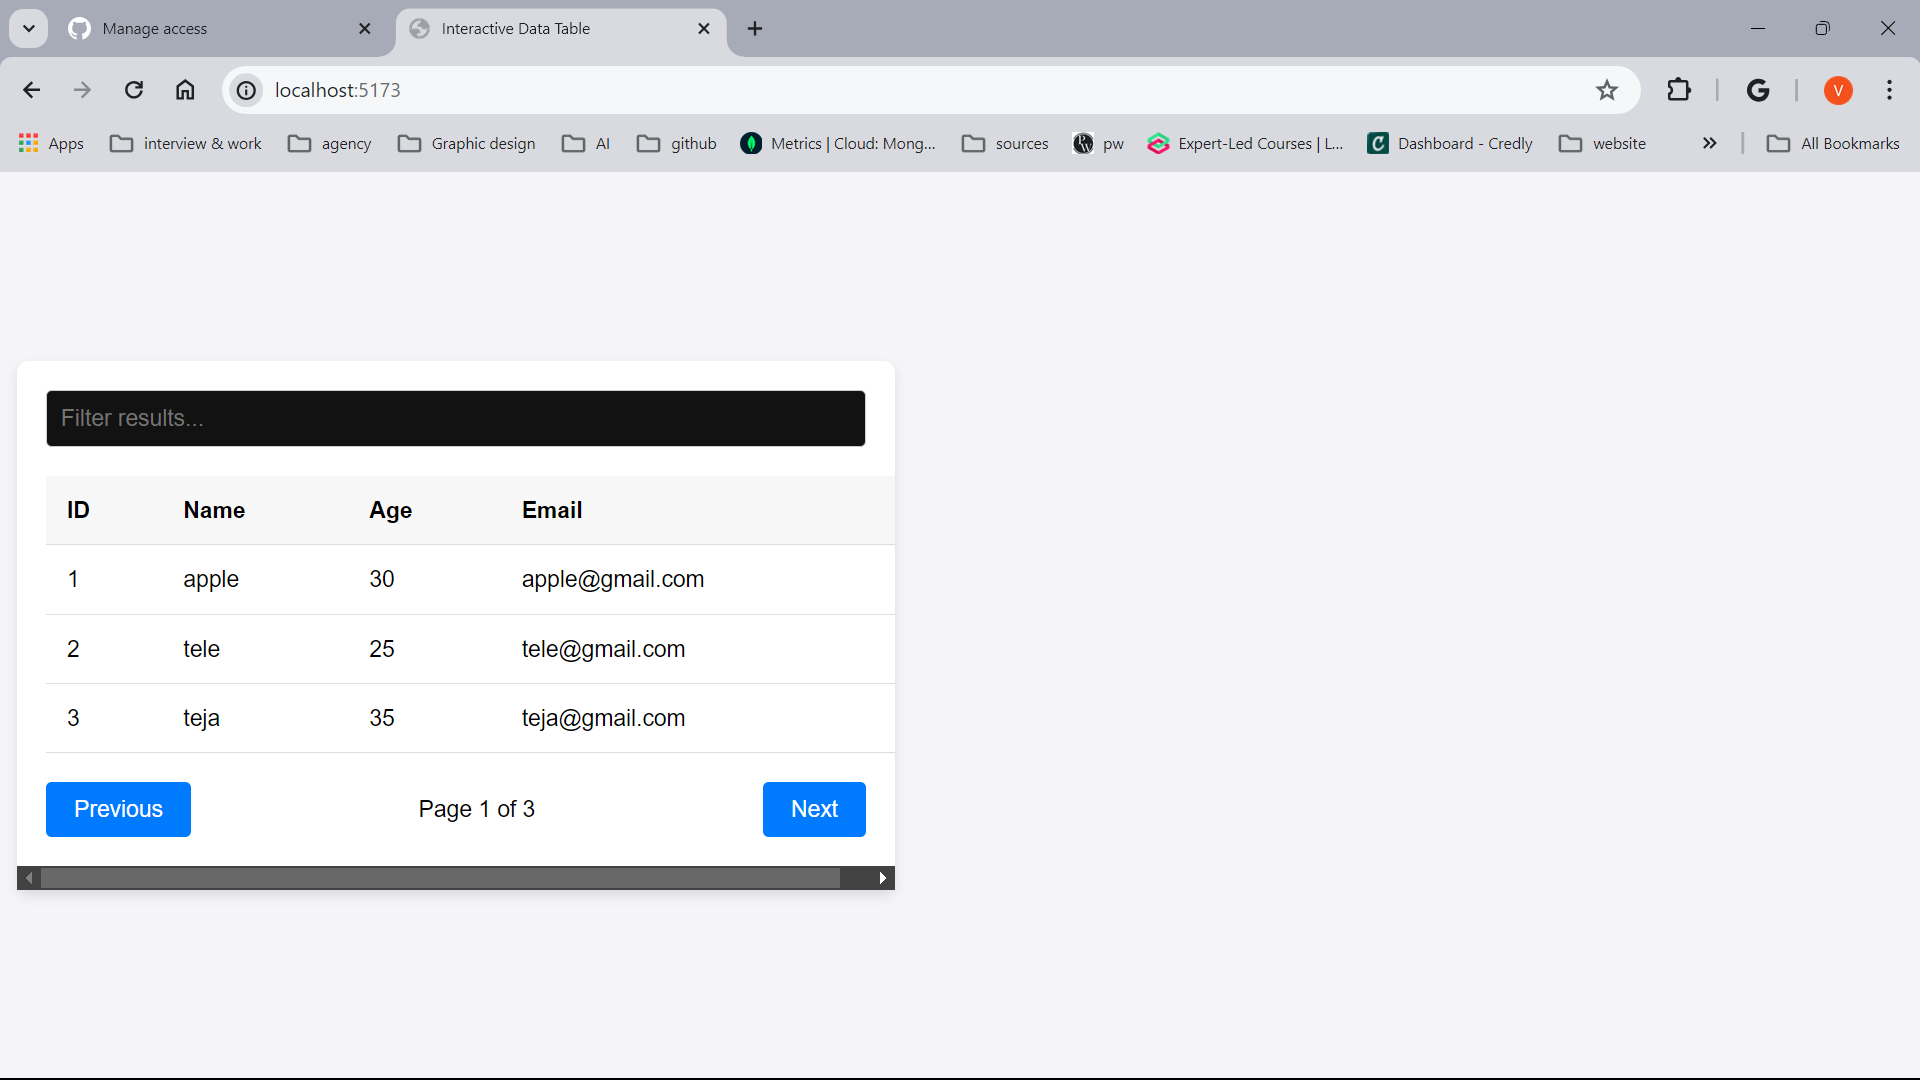 Manage access
Interactive Data Table
localhost:5173
G
V
Apps
interview & work
agency
Graphic design
AI
github
Metrics | Cloud: Mong...
sources
pw
Expert-Led Courses | L...
Dashboard - Credly
website
All Bookmarks
Filter results...
ID Name Age Email
1 apple 30 apple@gmail.com
2 tele 25 tele@gmail.com
3 teja 35 teja@gmail.com
Previous Page 1 of 3 Next